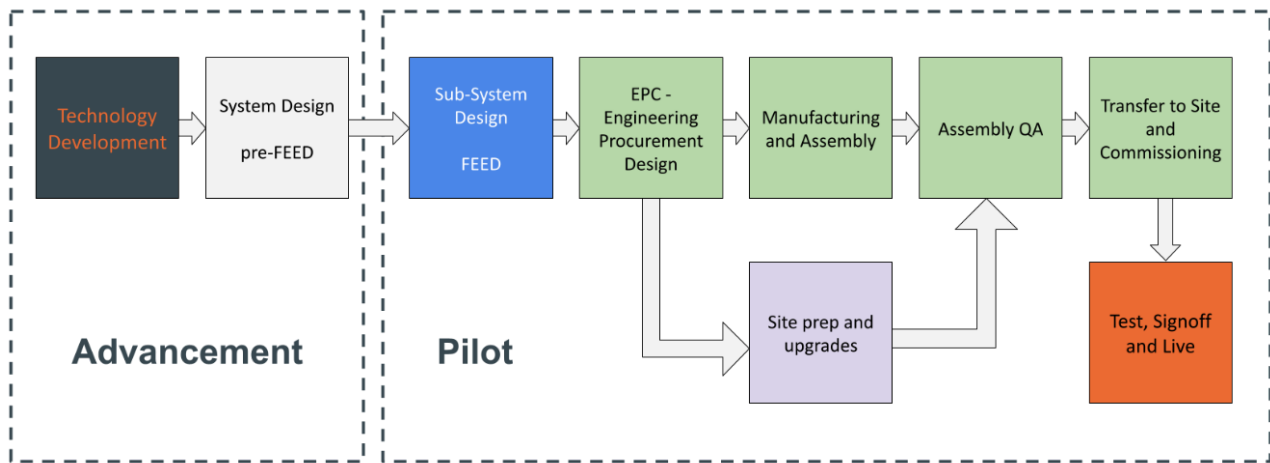 Technology
Development
System Design
pre-FEED
Sub-System
Design
FEED
EPC -
Engineering
Procurement
Design
Manufacturing
and Assembly
Assembly QA
Transfer to Site
and
Commissioning
Site prep and
upgrades
Test, Signoff
and Live
Advancement
Pilot